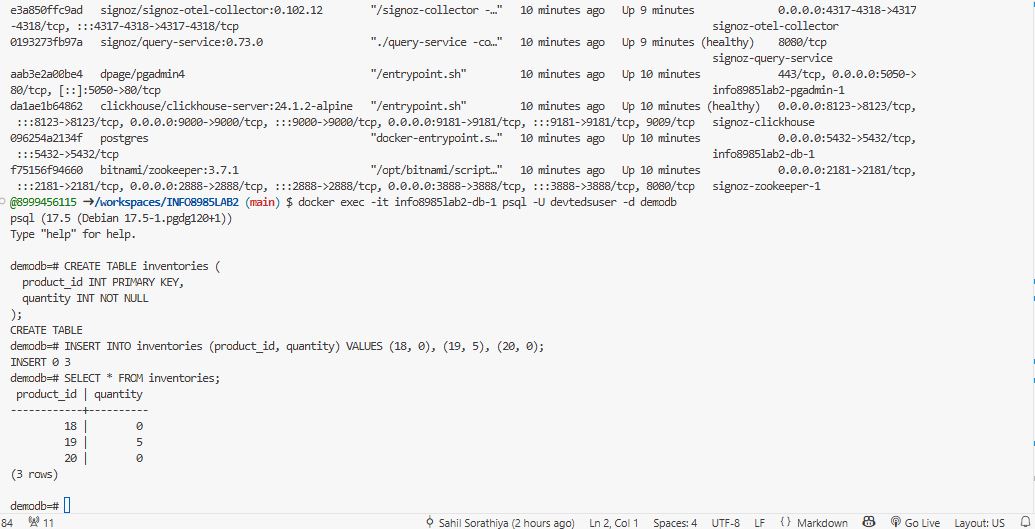 e3a850ffc9ad   signoz/signoz-otel-collector:0.102.12   "/signoz-collector -…"   10 minutes ago   Up 9 minutes   0.0.0.0:4317-4318->4317
-4318/tcp, :::4317-4318->4317-4318/tcp   signoz-otel-collector
0193273fb97a   signoz/query-service:0.73.0   "./query-service -co…"   10 minutes ago   Up 9 minutes (healthy)   8080/tcp
signoz-query-service
aab3e2a00be4   dpage/pgadmin4   "/entrypoint.sh"   10 minutes ago   Up 10 minutes   443/tcp, 0.0.0.0:5050->
80/tcp, [::]:5050->80/tcp   info8985lab2-pgadmin-1
da1ae1b64862   clickhouse/clickhouse-server:24.1.2-alpine   "/entrypoint.sh"   10 minutes ago   Up 10 minutes (healthy)   0.0.0.0:8123->8123/tcp,
:::8123->8123/tcp, 0.0.0.0:9000->9000/tcp, :::9000->9000/tcp, 0.0.0.0:9181->9181/tcp, :::9181->9181/tcp, 9009/tcp   signoz-clickhouse
096254a2134f   postgres   "docker-entrypoint.s…"   10 minutes ago   Up 10 minutes   0.0.0.0:5432->5432/tcp,
:::5432->5432/tcp   info8985lab2-db-1
f75156f94660   bitnami/zookeeper:3.7.1   "/opt/bitnami/script…"   10 minutes ago   Up 10 minutes   0.0.0.0:2181->2181/tcp,
:::2181->2181/tcp, 0.0.0.0:2888->2888/tcp, :::2888->2888/tcp, 0.0.0.0:3888->3888/tcp, :::3888->3888/tcp, 8080/tcp   signoz-zookeeper-1
@8999456115 ➜/workspaces/INFO8985LAB2 (main) $ docker exec -it info8985lab2-db-1 psql -U devtedsuser -d demodb
psql (17.5 (Debian 17.5-1.pgdg120+1))
Type "help" for help.
demodb=# CREATE TABLE inventories (
product_id INT PRIMARY KEY,
quantity INT NOT NULL
);
CREATE TABLE
demodb=# INSERT INTO inventories (product_id, quantity) VALUES (18, 0), (19, 5), (20, 0);
INSERT 0 3
demodb=# SELECT * FROM inventories;
product_id | quantity
------------+----------
18 |        0
19 |        5
20 |        0
(3 rows)
demodb=#
84   11   Sahil Sorathiya (2 hours ago)   Ln 2, Col 1   Spaces: 4   UTF-8   LF   {} Markdown   Go Live   Layout: US